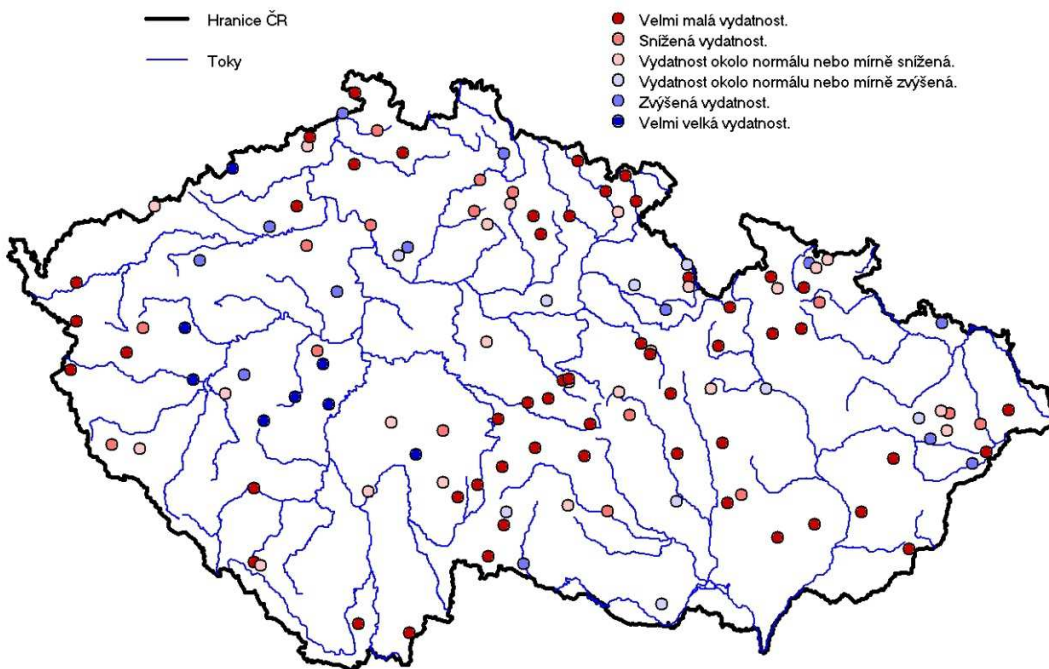 Hranice ČR
Toky
Velmi malá vydatnost.
Snížená vydatnost.
Vydatnost okolo normálu nebo mírně snížená.
Vydatnost okolo normálu nebo mírně zvýšená.
Zvýšená vydatnost.
Velmi velká vydatnost.